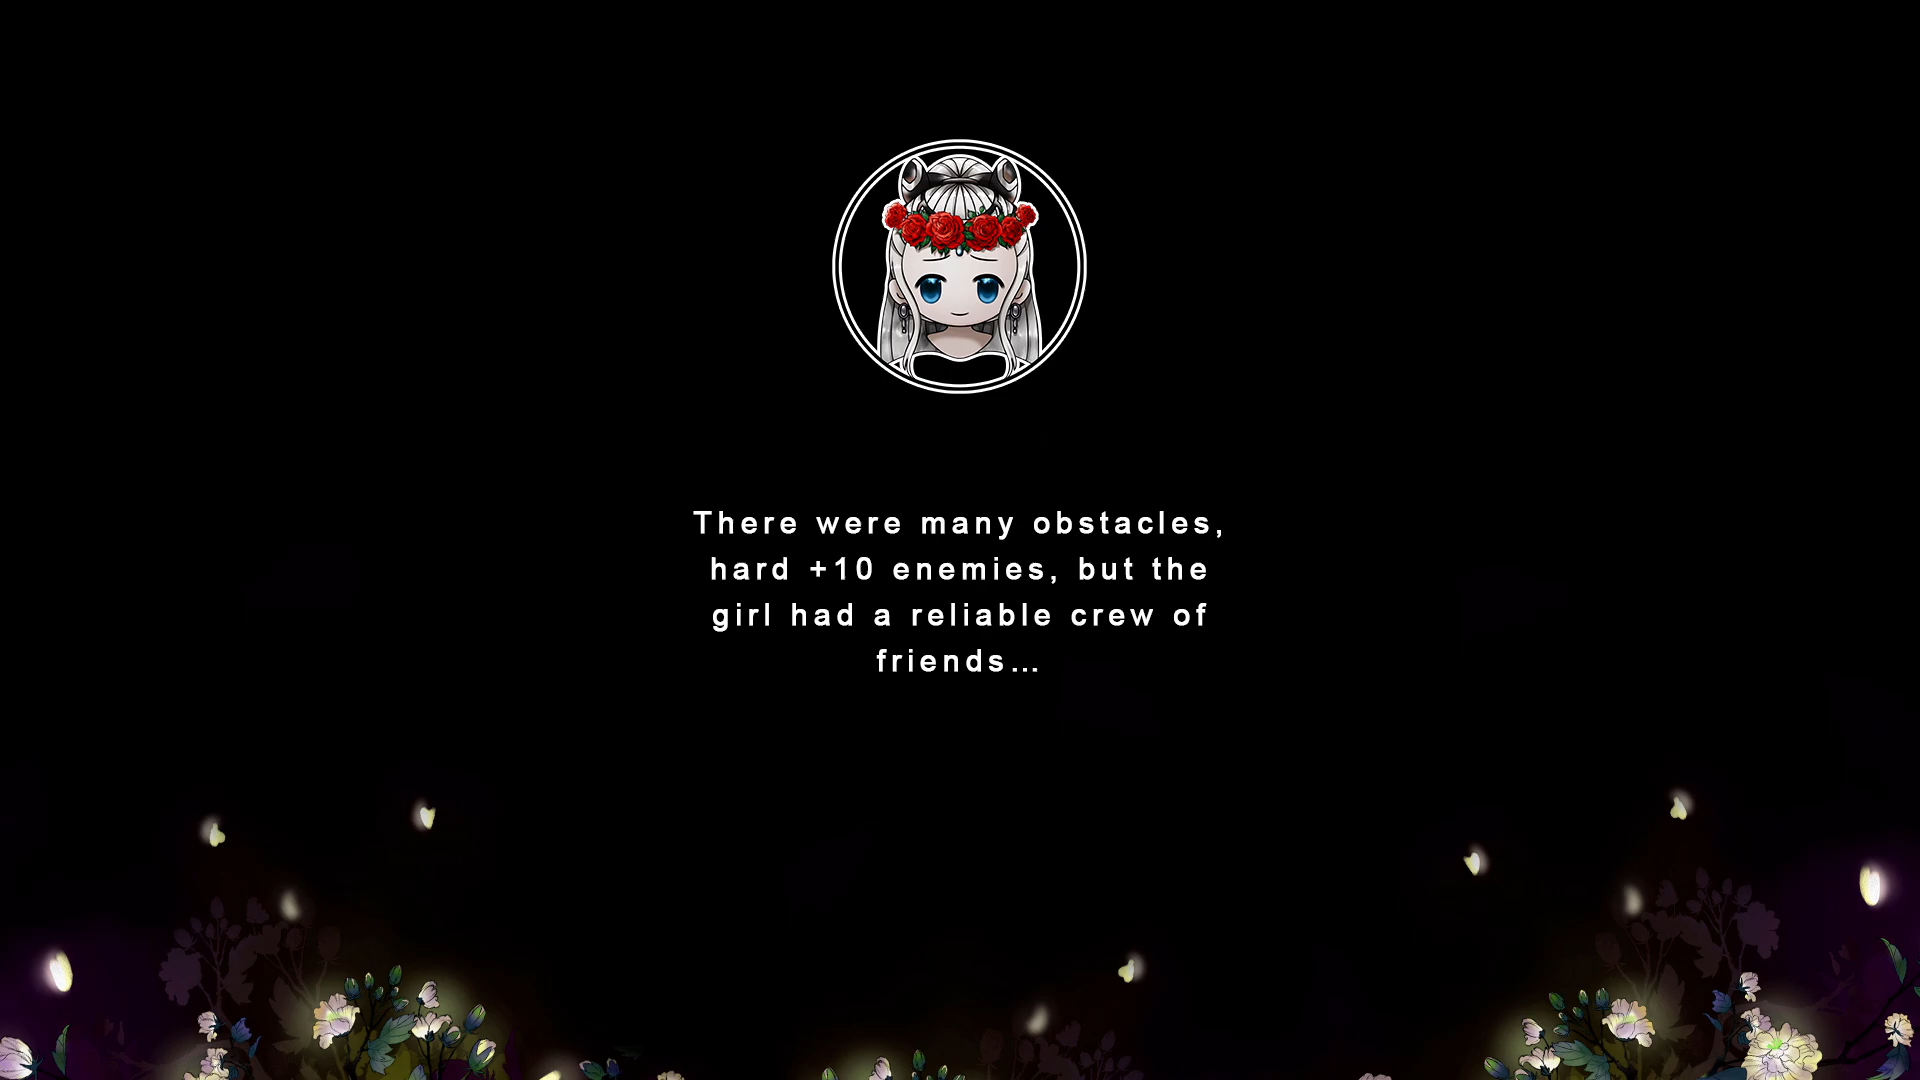 There were many obstacles,
hard +10 enemies, but the
girl had a reliable crew of
friends...